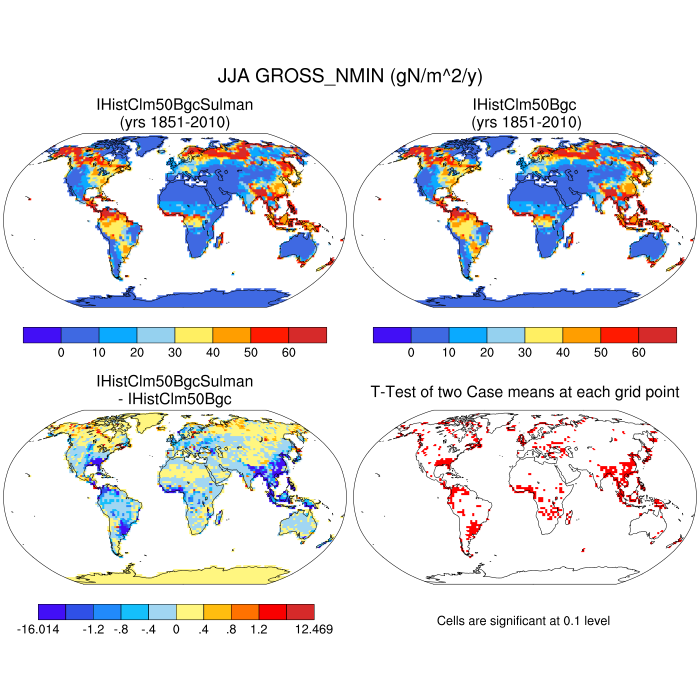 JJA GROSS_NMIN (gN/m^2/y)
IHistClm50BgcSulman
(yrs 1851-2010)
IHistClm50Bgc
(yrs 1851-2010)
0 10 20 30 40 50 60
0 10 20 30 40 50 60
IHistClm50BgcSulman
- IHistClm50Bgc
T-Test of two Case means at each grid point
-16.014 -1.2 -.8 -.4 0 .4 .8 1.2 12.469
Cells are significant at 0.1 level